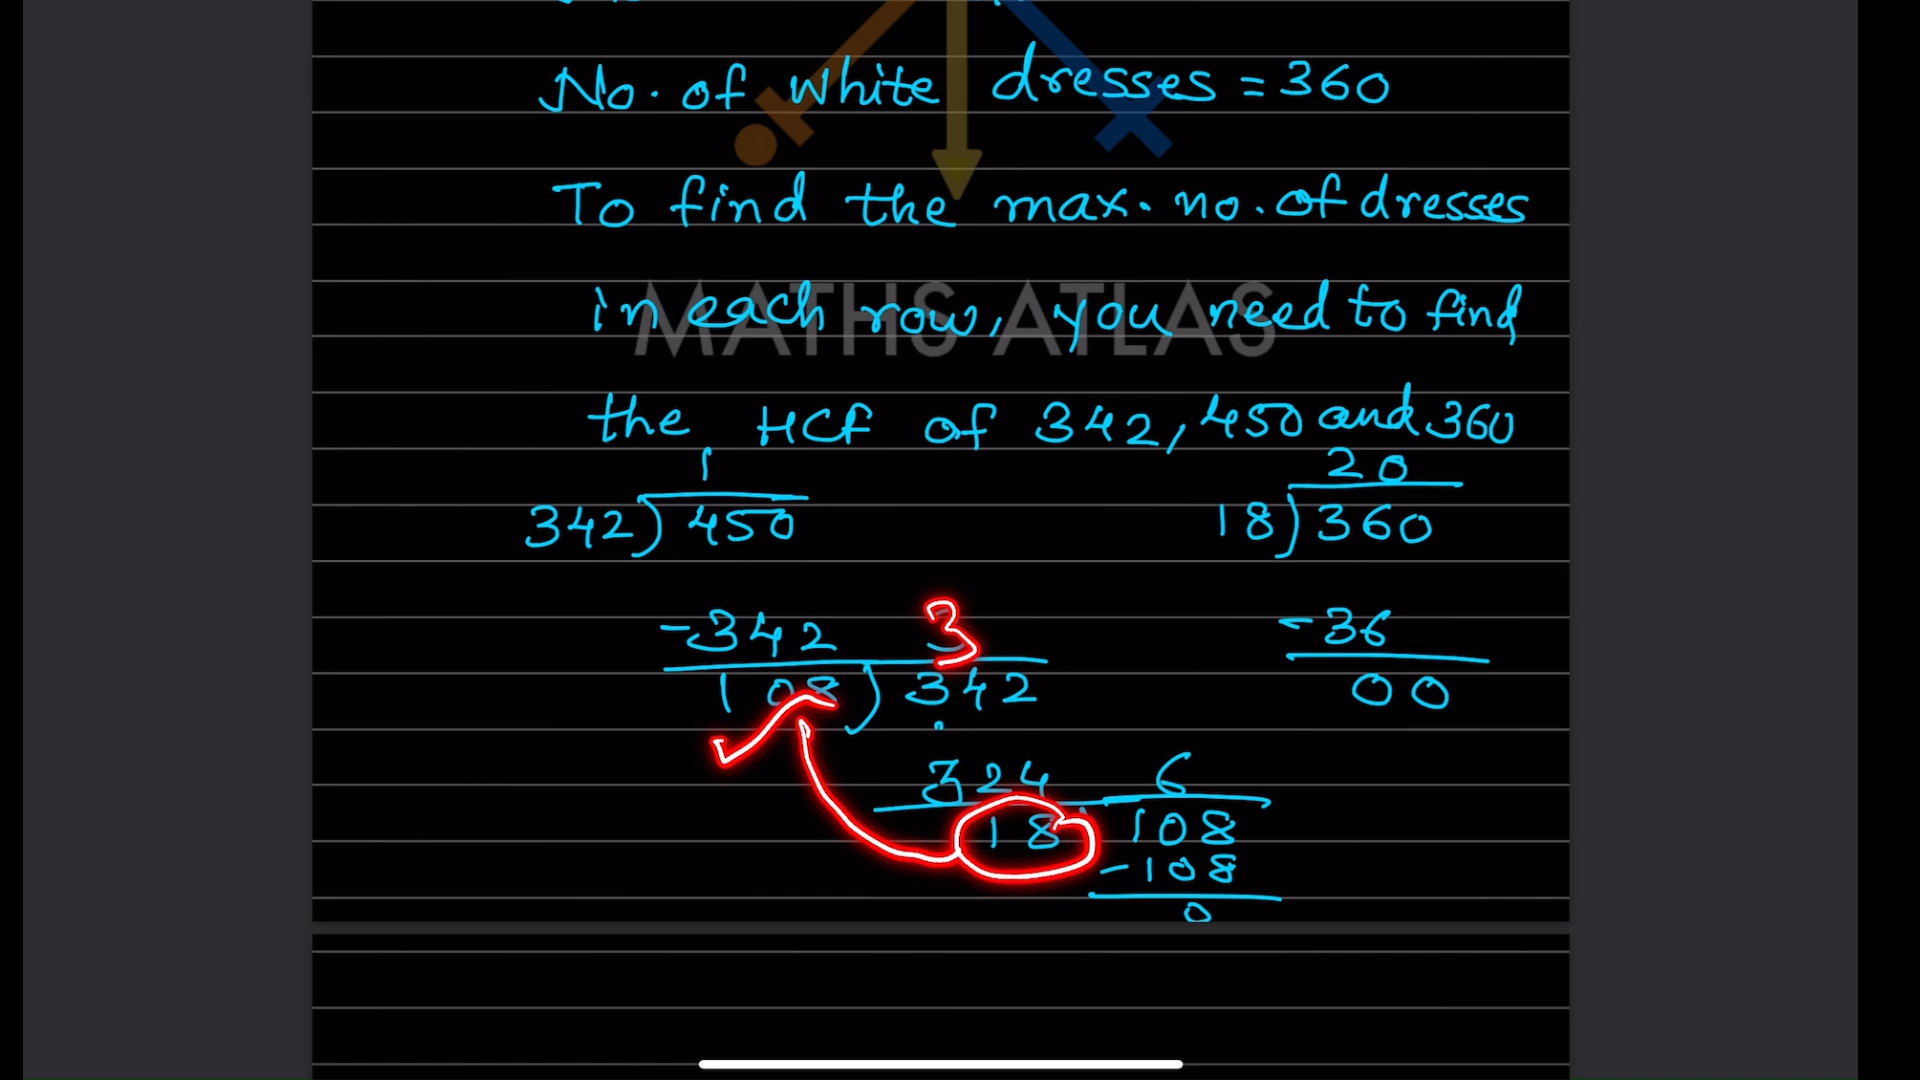 No. of white dresses = 360
To find the max. no. of dresses
in each row, you need to find
MATHS ATLAS
the HCF of 342, 450 and 360
1
342) 450
-342
3
108) 342
324
6
18) 108
-108
0
20
18) 360
-36
00